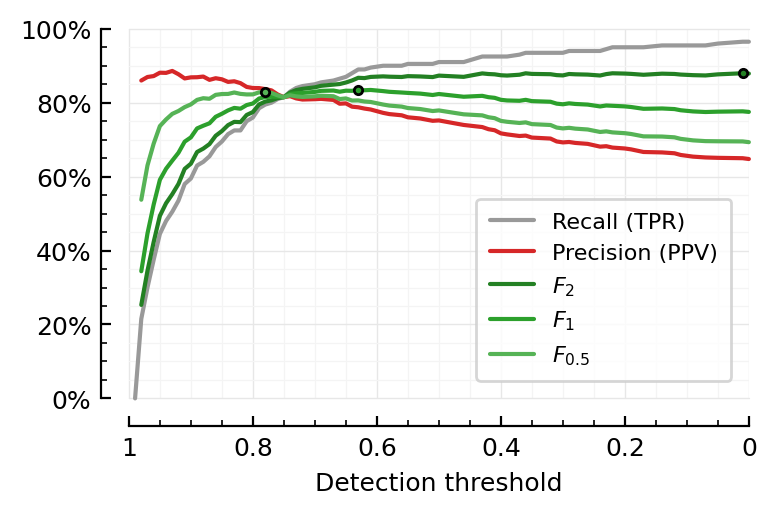 100%
80%
60%
40%
20%
0%
1 0.8 0.6 0.4 0.2 0
Detection threshold
Recall (TPR)
Precision (PPV)
F2
F1
F0.5